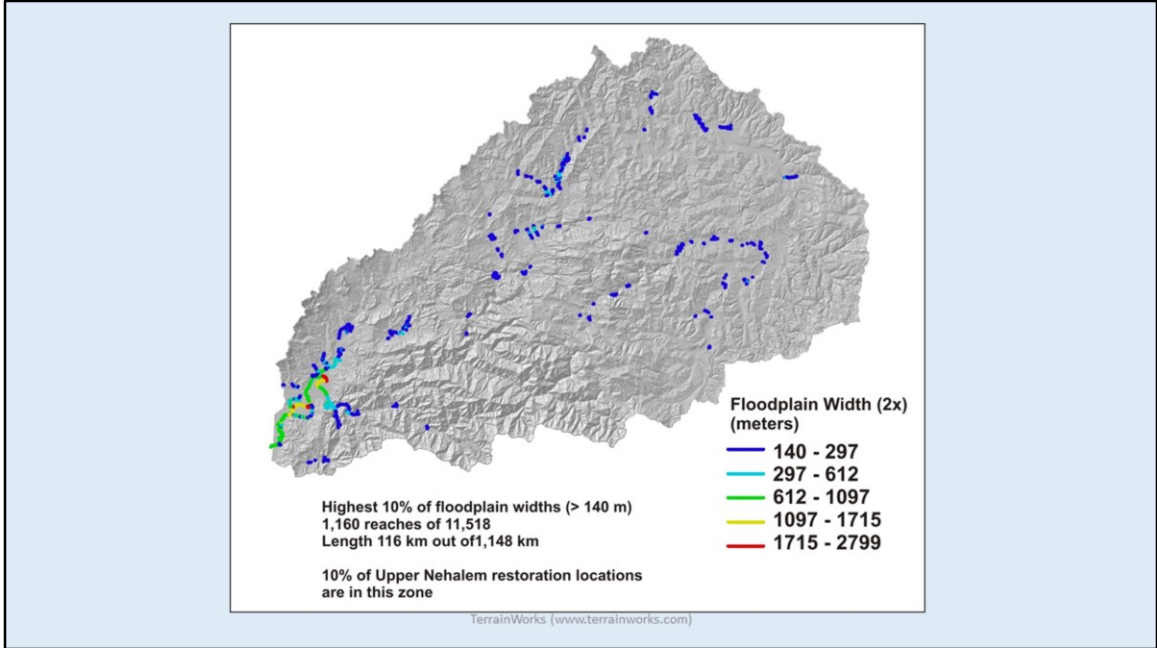 Floodplain Width (2x)
(meters)
140 - 297
297 - 612
612 - 1097
1097 - 1715
1715 - 2799
Highest 10% of floodplain widths (> 140 m)
1,160 reaches of 11,518
Length 116 km out of1,148 km
10% of Upper Nehalem restoration locations
are in this zone
TerrainWorks (www.terrainworks.com)